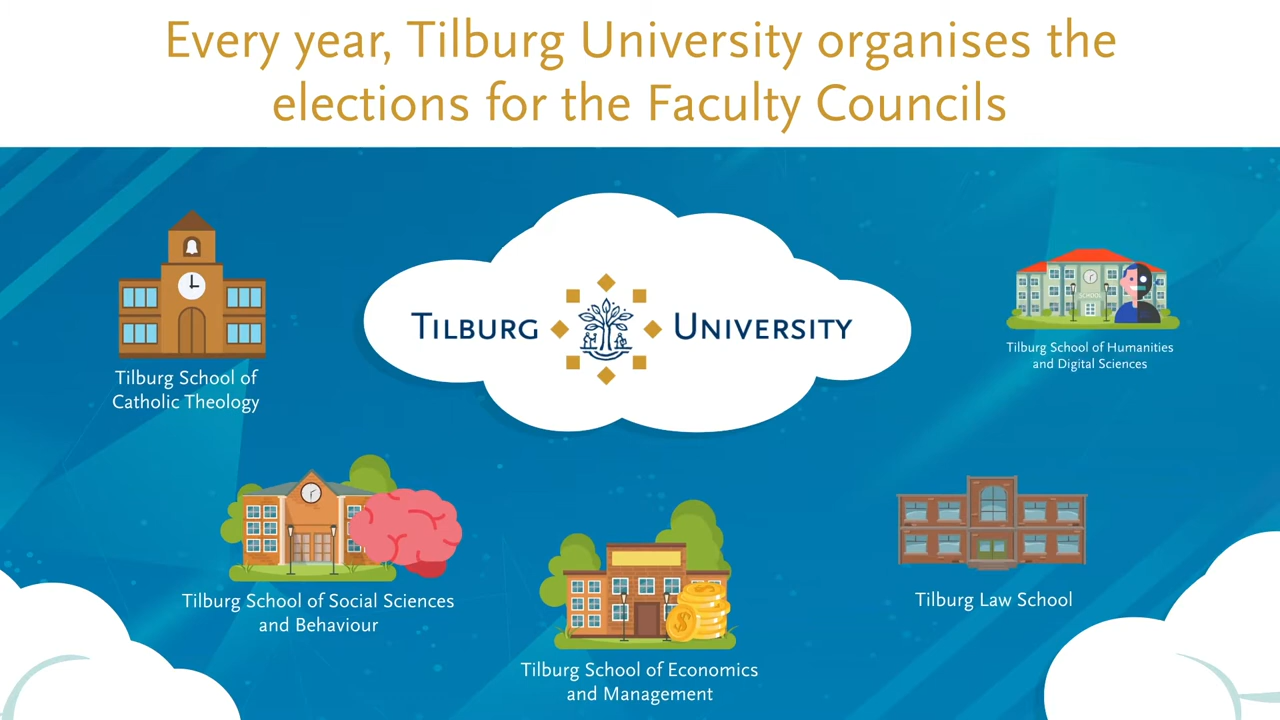 Every year, Tilburg University organises the
elections for the Faculty Councils
TILBURG UNIVERSITY
Tilburg School of
Catholic Theology
SCHOOL
Tilburg School of Humanities
and Digital Sciences
Tilburg School of Social Sciences
and Behaviour
Tilburg School of Economics
and Management
Tilburg Law School